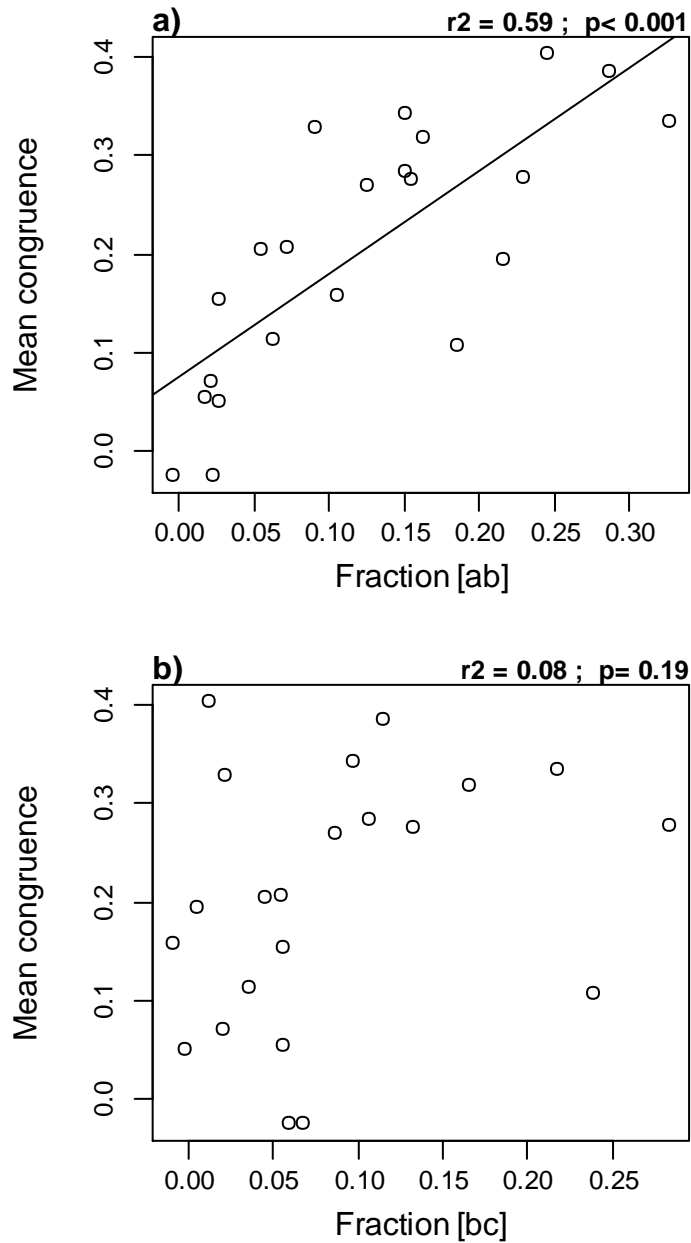 a) r2 = 0.59 ; p< 0.001
0.4
0.3
0.2
0.1
0.0
Mean congruence
0.00 0.05 0.10 0.15 0.20 0.25 0.30
Fraction [ab]
b) r2 = 0.08 ; p= 0.19
0.4
0.3
0.2
0.1
0.0
Mean congruence
0.00 0.05 0.10 0.15 0.20 0.25
Fraction [bc]